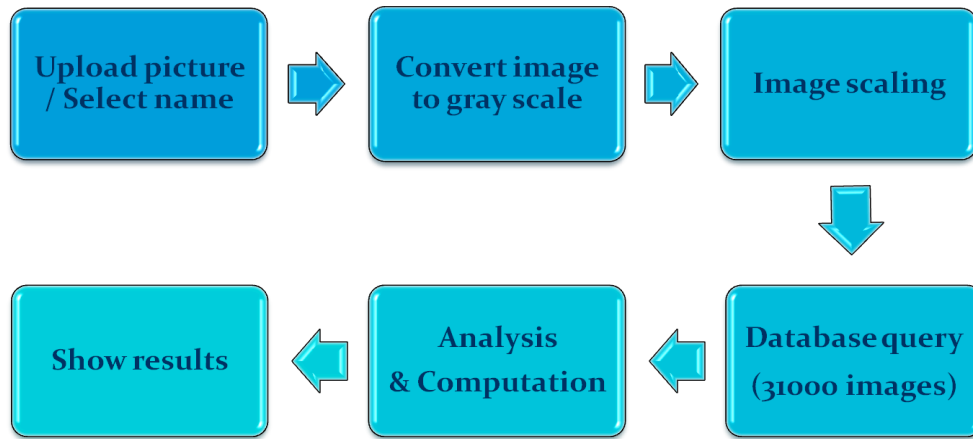 Upload picture
/ Select name
Convert image
to gray scale
Image scaling
Database query
(31000 images)
Analysis
& Computation
Show results